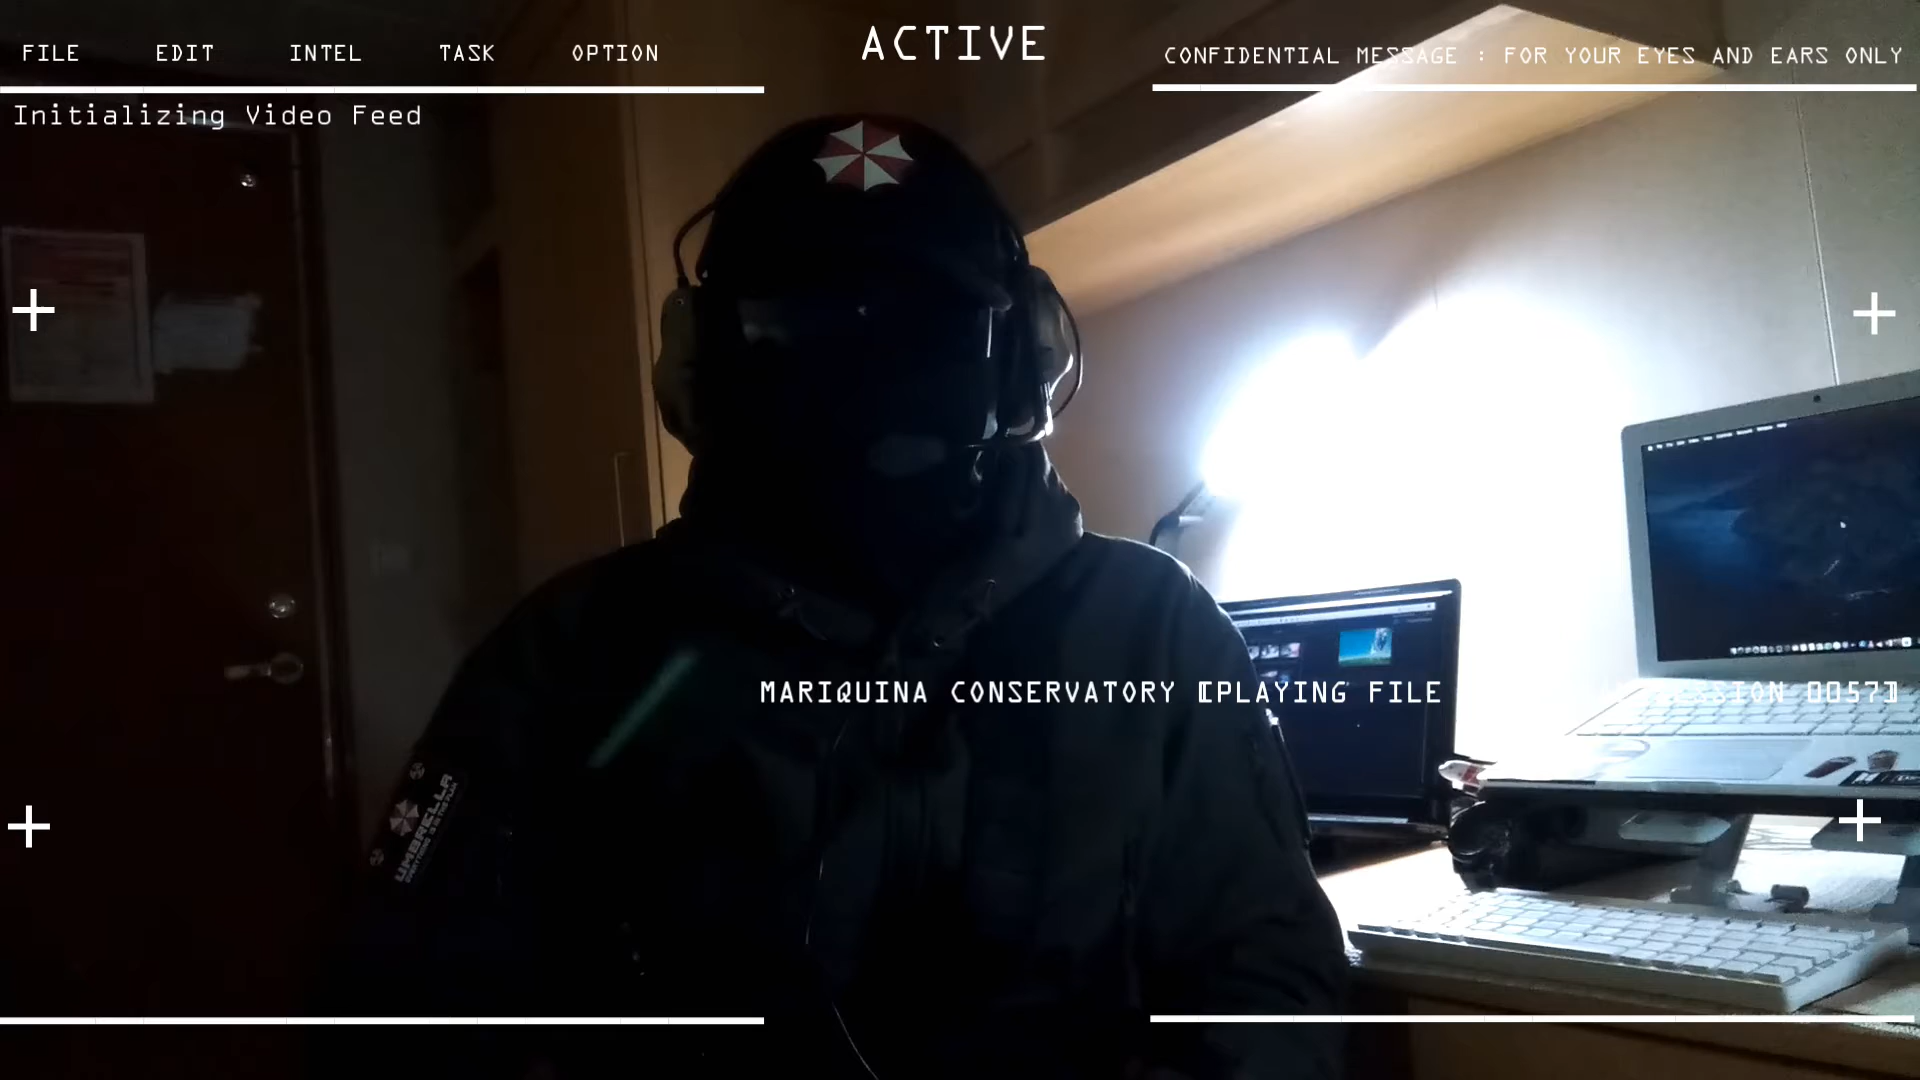 FILE EDIT INTEL TASK OPTION
ACTIVE
CONFIDENTIAL MESSAGE : FOR YOUR EYES AND EARS ONLY
Initializing Video Feed
MARIQUINA CONSERVATORY [PLAYING FILE
SESSION 0057]
UMBRELLA